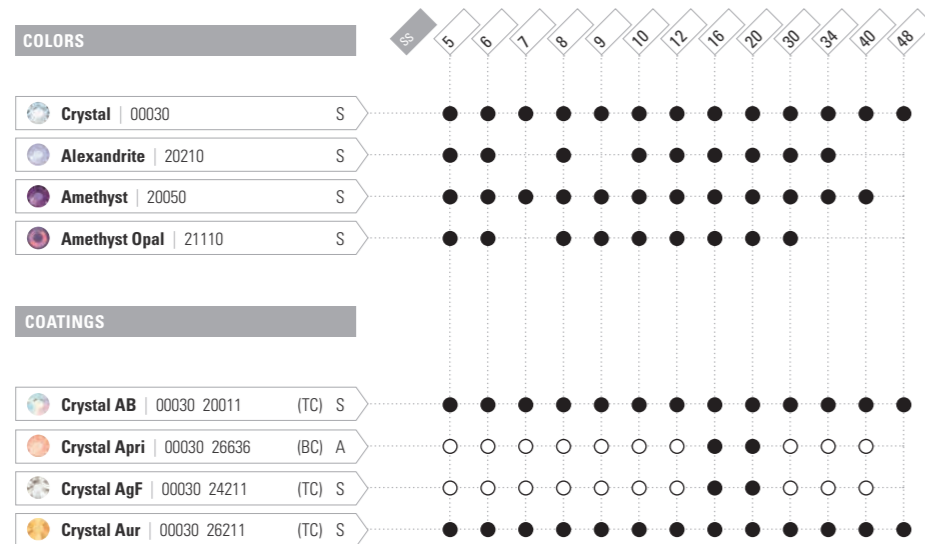 COLORS
SS 5 6 7 8 9 10 12 16 20 30 34 40 48
Crystal | 00030 S
Alexandrite | 20210 S
Amethyst | 20050 S
Amethyst Opal | 21110 S
COATINGS
Crystal AB | 00030 20011 (TC) S
Crystal Apri | 00030 26636 (BC) A
Crystal AgF | 00030 24211 (TC) S
Crystal Aur | 00030 26211 (TC) S